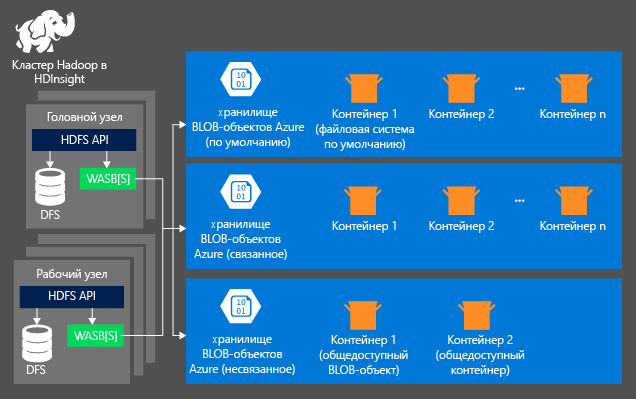 Кластер Hadoop в
HDInsight
Головной узел
HDFS API
WASB[S]
DFS
Рабочий узел
HDFS API
WASB[S]
DFS
10
01
хранилище
BLOB-объектов Azure
(по умолчанию)
Контейнер 1
(файловая система
по умолчанию)
Контейнер 2
...
Контейнер n
10
01
хранилище
BLOB-объектов
Azure (связанное)
Контейнер 1
Контейнер 2
...
Контейнер n
10
01
хранилище
BLOB-объектов
Azure (несвязанное)
Контейнер 1
(общедоступный
BLOB-объект)
Контейнер 2
(общедоступный
контейнер)